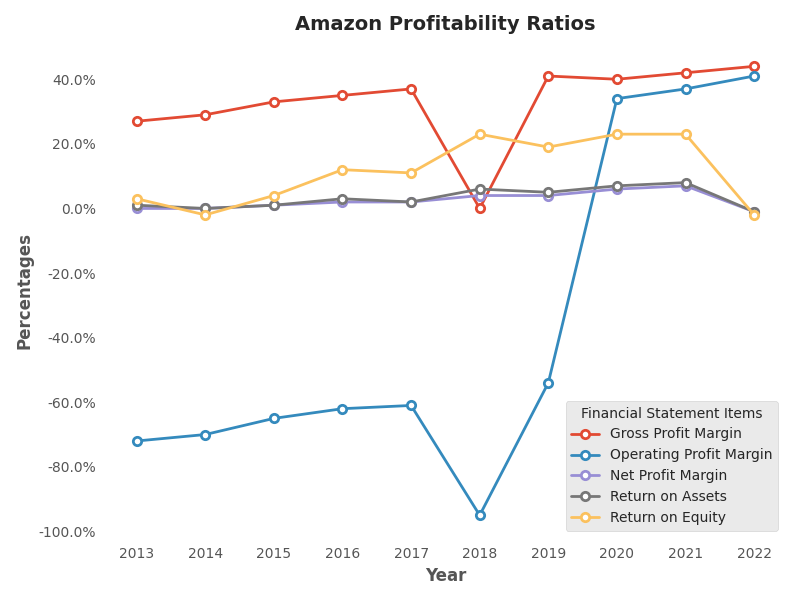 Amazon Profitability Ratios
Percentages
40.0%
20.0%
0.0%
-20.0%
-40.0%
-60.0%
-80.0%
-100.0%
Financial Statement Items
Gross Profit Margin
Operating Profit Margin
Net Profit Margin
Return on Assets
Return on Equity
2013 2014 2015 2016 2017 2018 2019 2020 2021 2022
Year